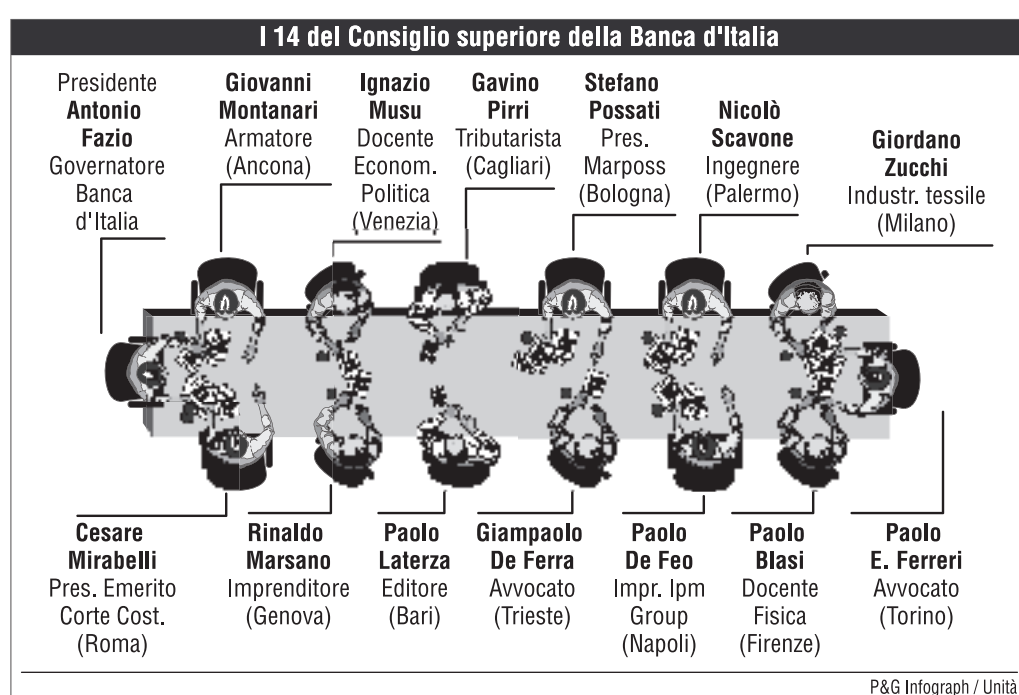 I 14 del Consiglio superiore della Banca d'Italia
Presidente
Antonio
Fazio
Governatore
Banca
d'Italia
Giovanni
Montanari
Armatore
(Ancona)
Ignazio
Musu
Docente
Econom.
Politica
(Venezia)
Gavino
Pirri
Tributarista
(Cagliari)
Stefano
Possati
Pres.
Marposs
(Bologna)
Nicolò
Scavone
Ingegnere
(Palermo)
Giordano
Zucchi
Industr. tessile
(Milano)
Cesare
Mirabelli
Pres. Emerito
Corte Cost.
(Roma)
Rinaldo
Marsano
Imprenditore
(Genova)
Paolo
Laterza
Editore
(Bari)
Giampaolo
De Ferra
Avvocato
(Trieste)
Paolo
De Feo
Impr. Ipm
Group
(Napoli)
Paolo
Blasi
Docente
Fisica
(Firenze)
Paolo
E. Ferreri
Avvocato
(Torino)
P&G Infograph / Unità